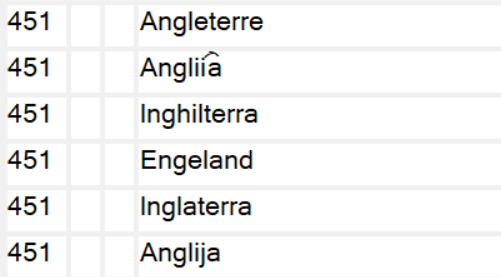 451 Angleterre
451 Anglii͡a
451 Inghilterra
451 Engeland
451 Inglaterra
451 Anglija